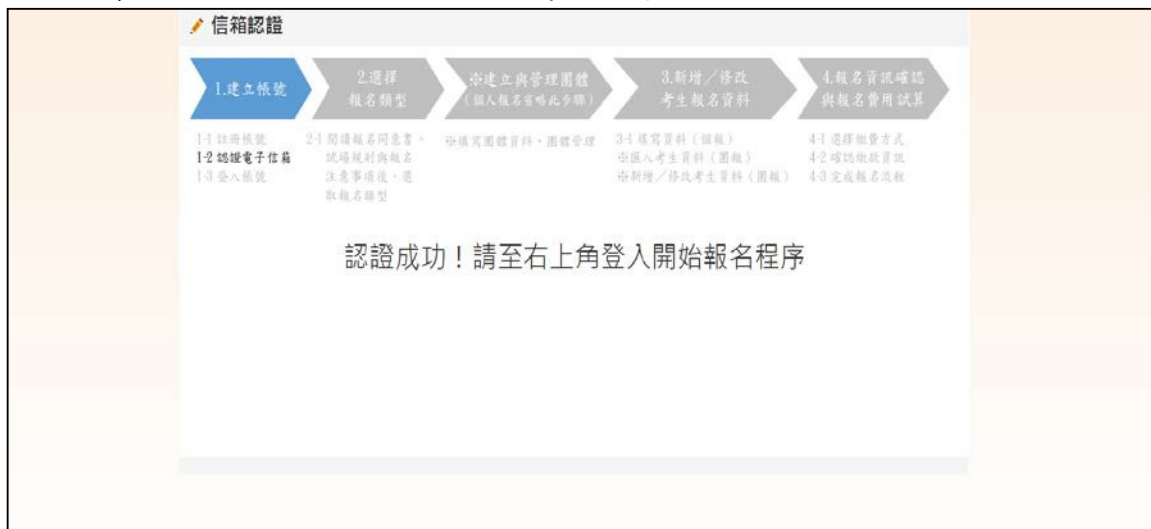 信箱認證
1.建立帳號
2.選擇
報名類型
※建立與管理團體
(個人報名省略此步驟)
3.新增/修改
考生報名資料
4.報名資訊確認
與報名費用試算
1-1 註冊帳號
1-2 認證電子信箱
1-3 登入帳號
2-1 閱讀報名同意書、
試場規則與報名
注意事項後,選
取報名類型
※填寫團體資料、團體管理
3-1 填寫資料(個報)
※匯入考生資料(團報)
※新增/修改考生資料(團報)
4-1 選擇繳費方式
4-2 確認繳款資訊
4-3 完成報名流程
認證成功!請至右上角登入開始報名程序